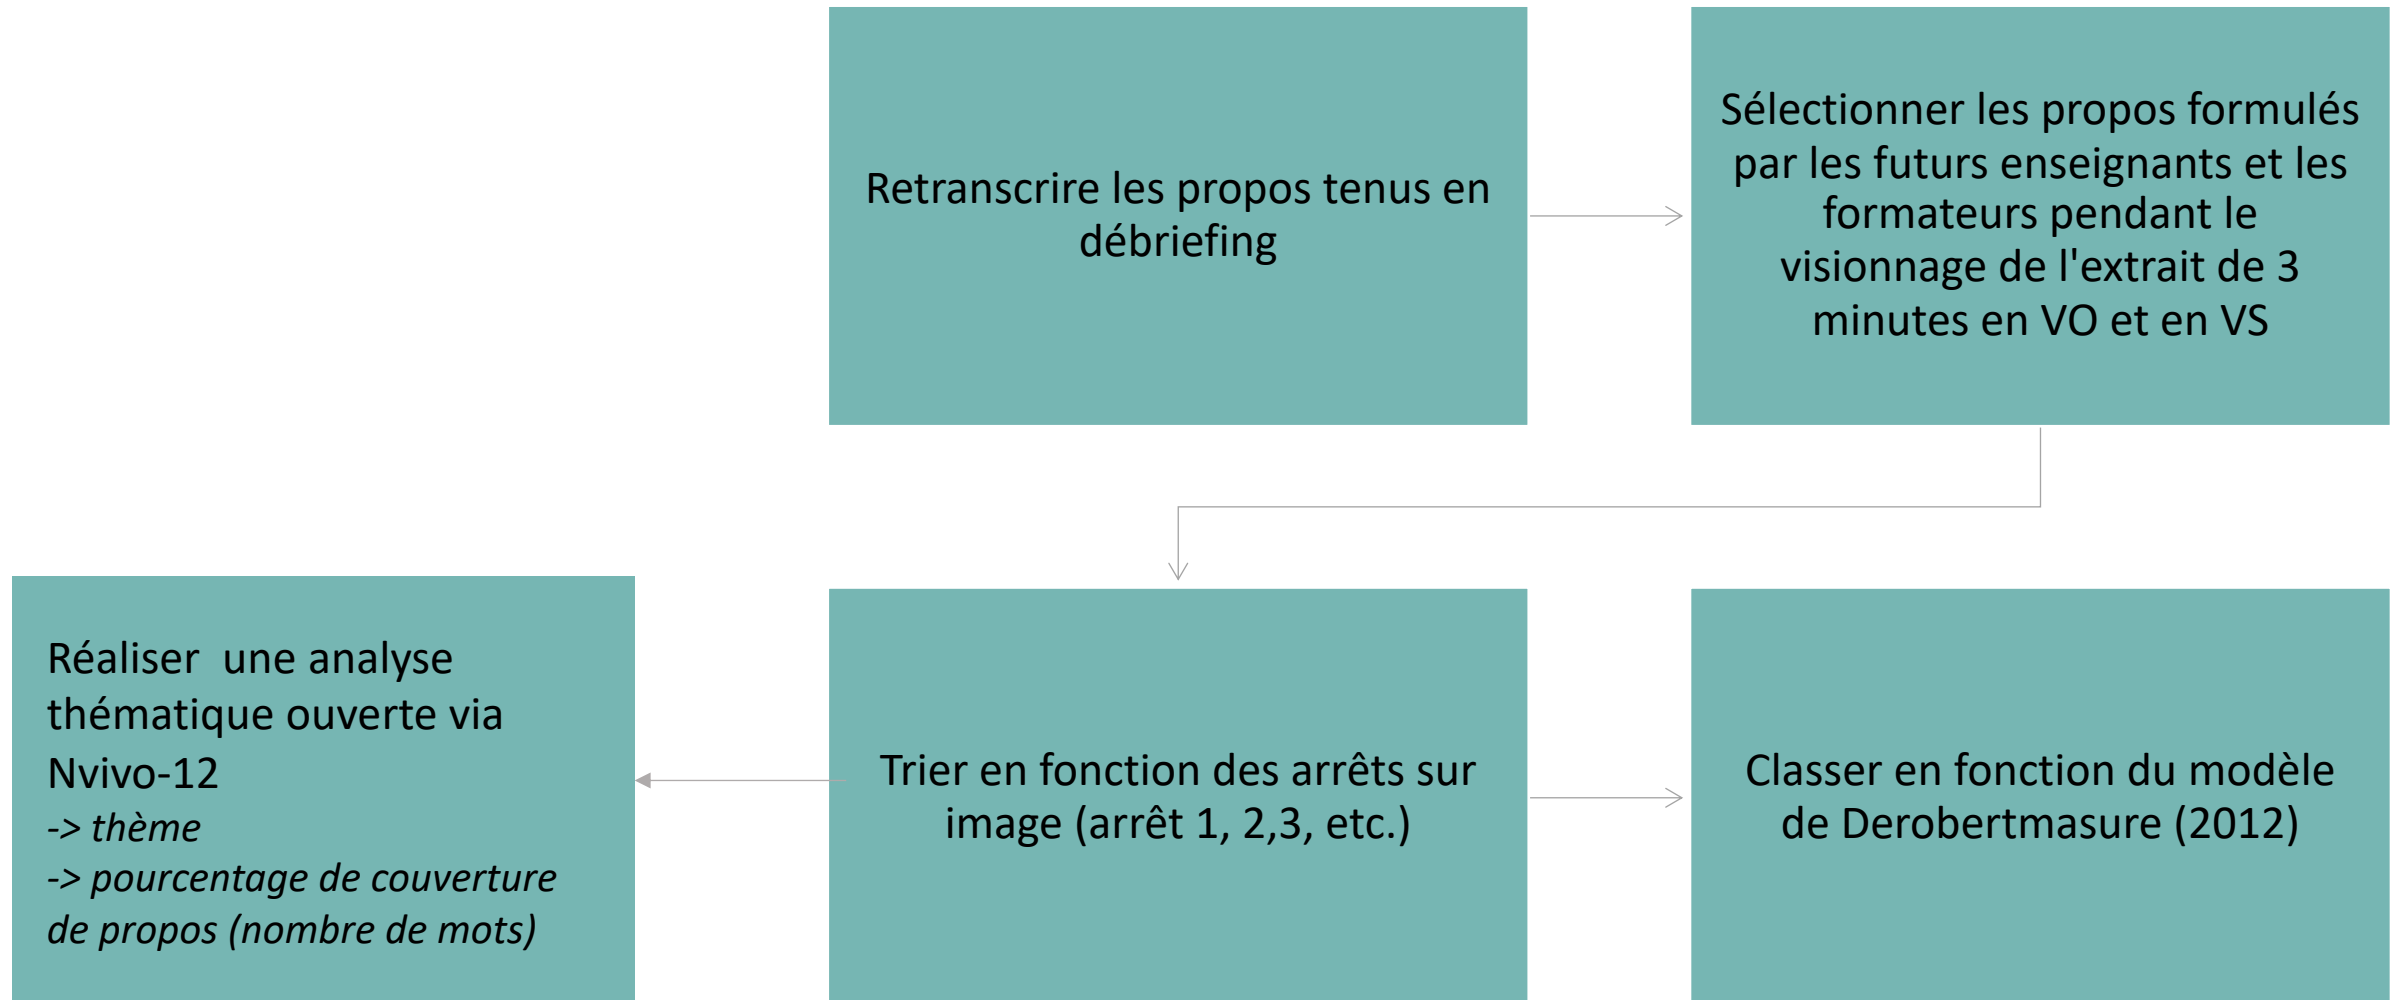 Retranscrire les propos tenus en
débriefing
Sélectionner les propos formulés
par les futurs enseignants et les
formateurs pendant le
visionnage de l'extrait de 3
minutes en VO et en VS
Réaliser  une analyse
thématique ouverte via
Nvivo-12
-> thème
-> pourcentage de couverture
de propos (nombre de mots)
Trier en fonction des arrêts sur
image (arrêt 1, 2,3, etc.)
Classer en fonction du modèle
de Derobertmasure (2012)